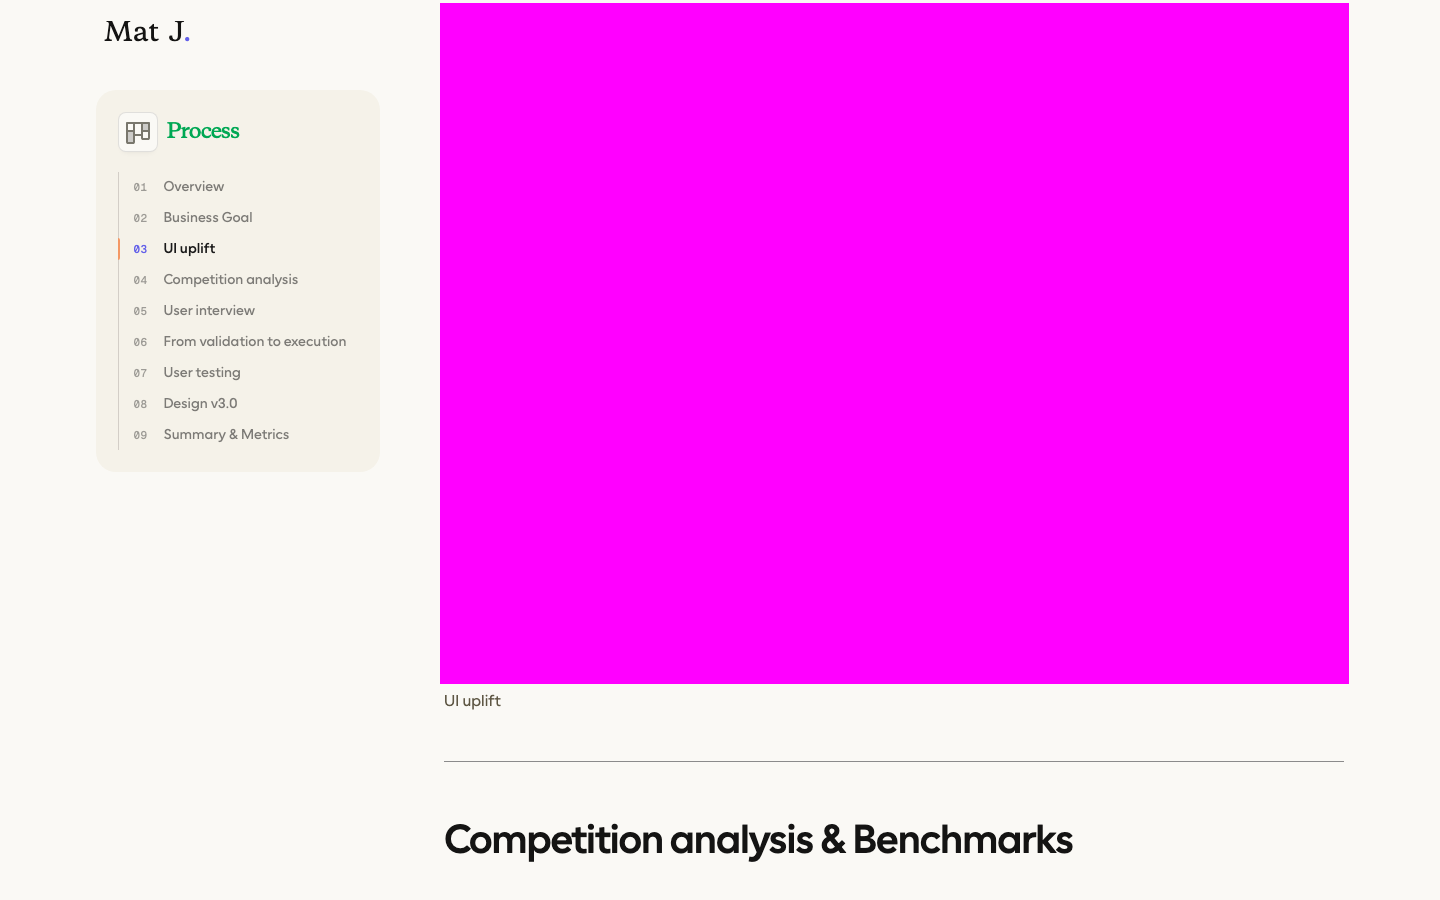 Mat J.
Process
01 Overview
02 Business Goal
03 UI uplift
04 Competition analysis
05 User interview
06 From validation to execution
07 User testing
08 Design v3.0
09 Summary & Metrics
UI uplift
Competition analysis & Benchmarks